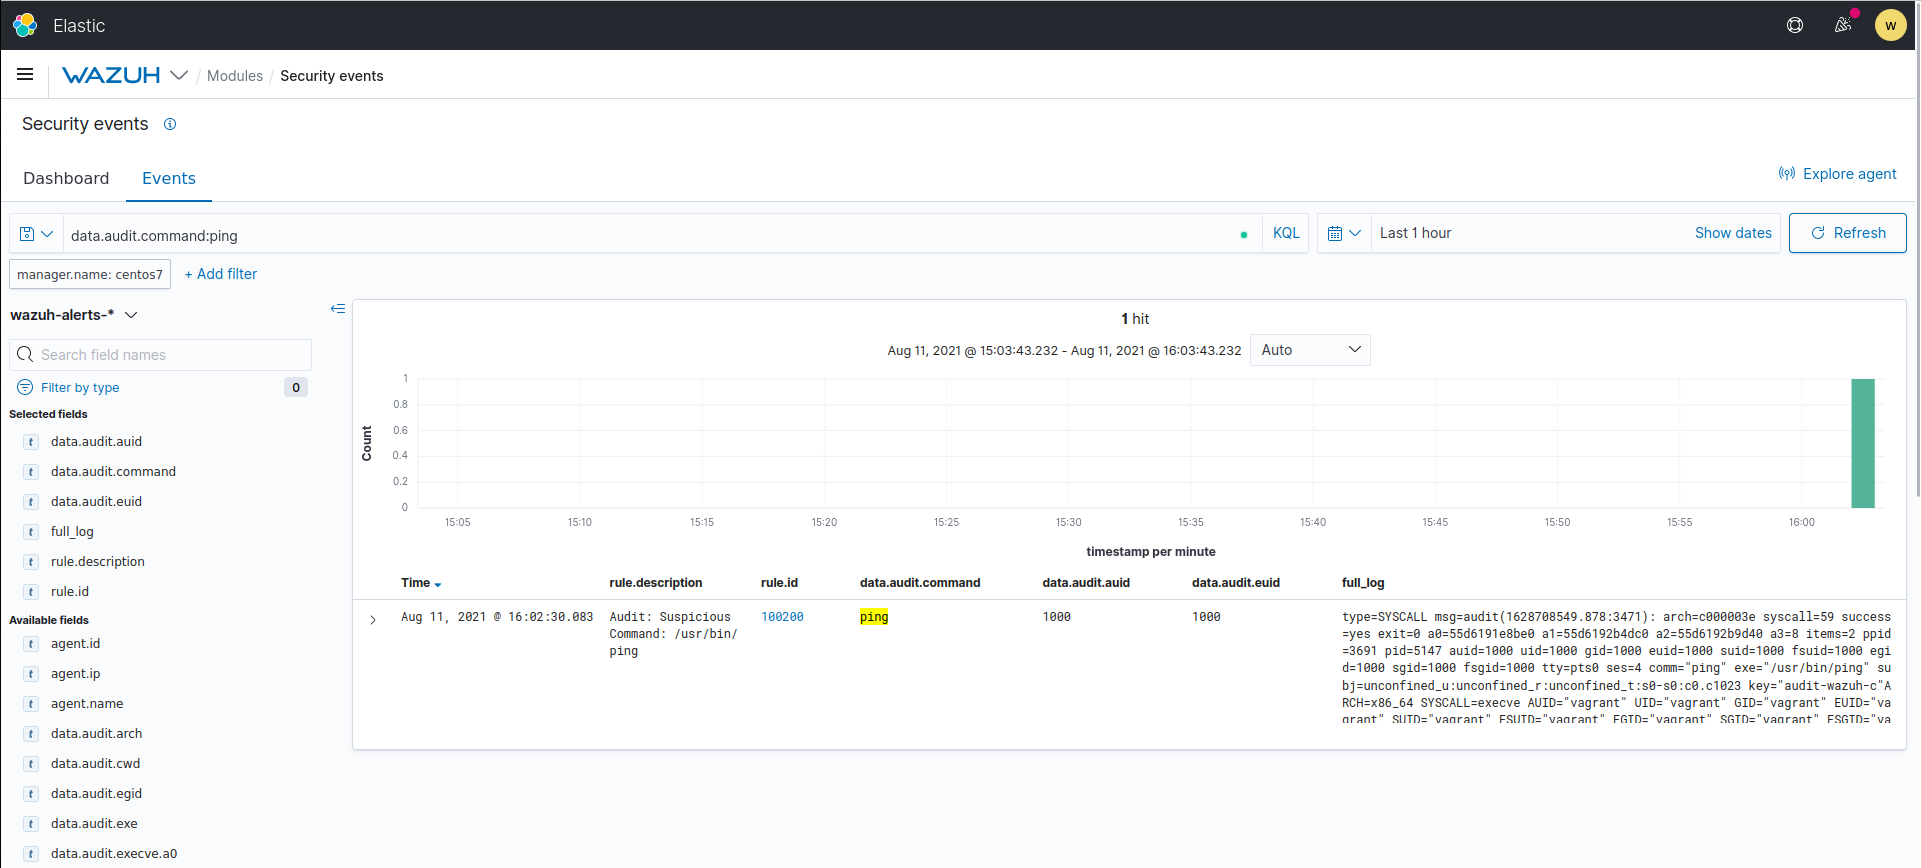 Elastic
W
WAZUH / Modules / Security events
Security events
Dashboard
Events
Explore agent
data.audit.command:ping
KQL
Last 1 hour
Show dates
Refresh
manager.name: centos7
+ Add filter
wazuh-alerts-*
Search field names
Filter by type
0
Selected fields
t data.audit.auid
t data.audit.command
t data.audit.euid
t full_log
t rule.description
t rule.id
Available fields
t agent.id
t agent.ip
t agent.name
t data.audit.arch
t data.audit.cwd
t data.audit.egid
t data.audit.exe
t data.audit.execve.a0
1 hit
Aug 11, 2021 @ 15:03:43.232 - Aug 11, 2021 @ 16:03:43.232
Auto
Count
1
0.8
0.6
0.4
0.2
0
15:05 15:10 15:15 15:20 15:25 15:30 15:35 15:40 15:45 15:50 15:55 16:00
timestamp per minute
Time rule.description rule.id data.audit.command data.audit.auid data.audit.euid full_log
Aug 11, 2021 @ 16:02:30.083
Audit: Suspicious
Command: /usr/bin/
ping
100200
ping
1000
1000
type=SYSCALL msg=audit(1628708549.878:3471): arch=c000003e syscall=59 success
=yes exit=0 a0=55d6191e8be0 a1=55d6192b4dc0 a2=55d6192b9d40 a3=8 items=2 ppid
=3691 pid=5147 auid=1000 uid=1000 gid=1000 euid=1000 suid=1000 fsuid=1000 egi
d=1000 sgid=1000 fsgid=1000 tty=pts0 ses=4 comm="ping" exe="/usr/bin/ping" su
bj=unconfined_u:unconfined_r:unconfined_t:s0-s0:c0.c1023 key="audit-wazuh-c"A
RCH=x86_64 SYSCALL=execve AUID="vagrant" UID="vagrant" GID="vagrant" EUID="va
grant" SUID="vagrant" FSUID="vagrant" EGID="vagrant" SGID="vagrant" FSGID="va